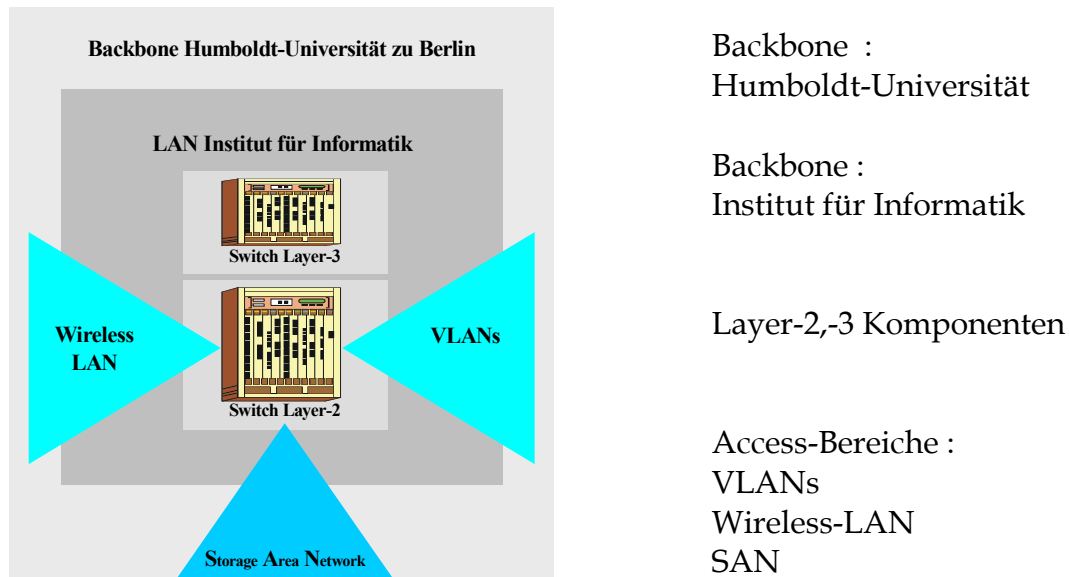 Backbone Humboldt-Universität zu Berlin
LAN Institut für Informatik
Switch Layer-3
Wireless
LAN
VLANs
Switch Layer-2
Storage Area Network
Backbone :
Humboldt-Universität
Backbone :
Institut für Informatik
Layer-2,-3 Komponenten
Access-Bereiche :
VLANs
Wireless-LAN
SAN